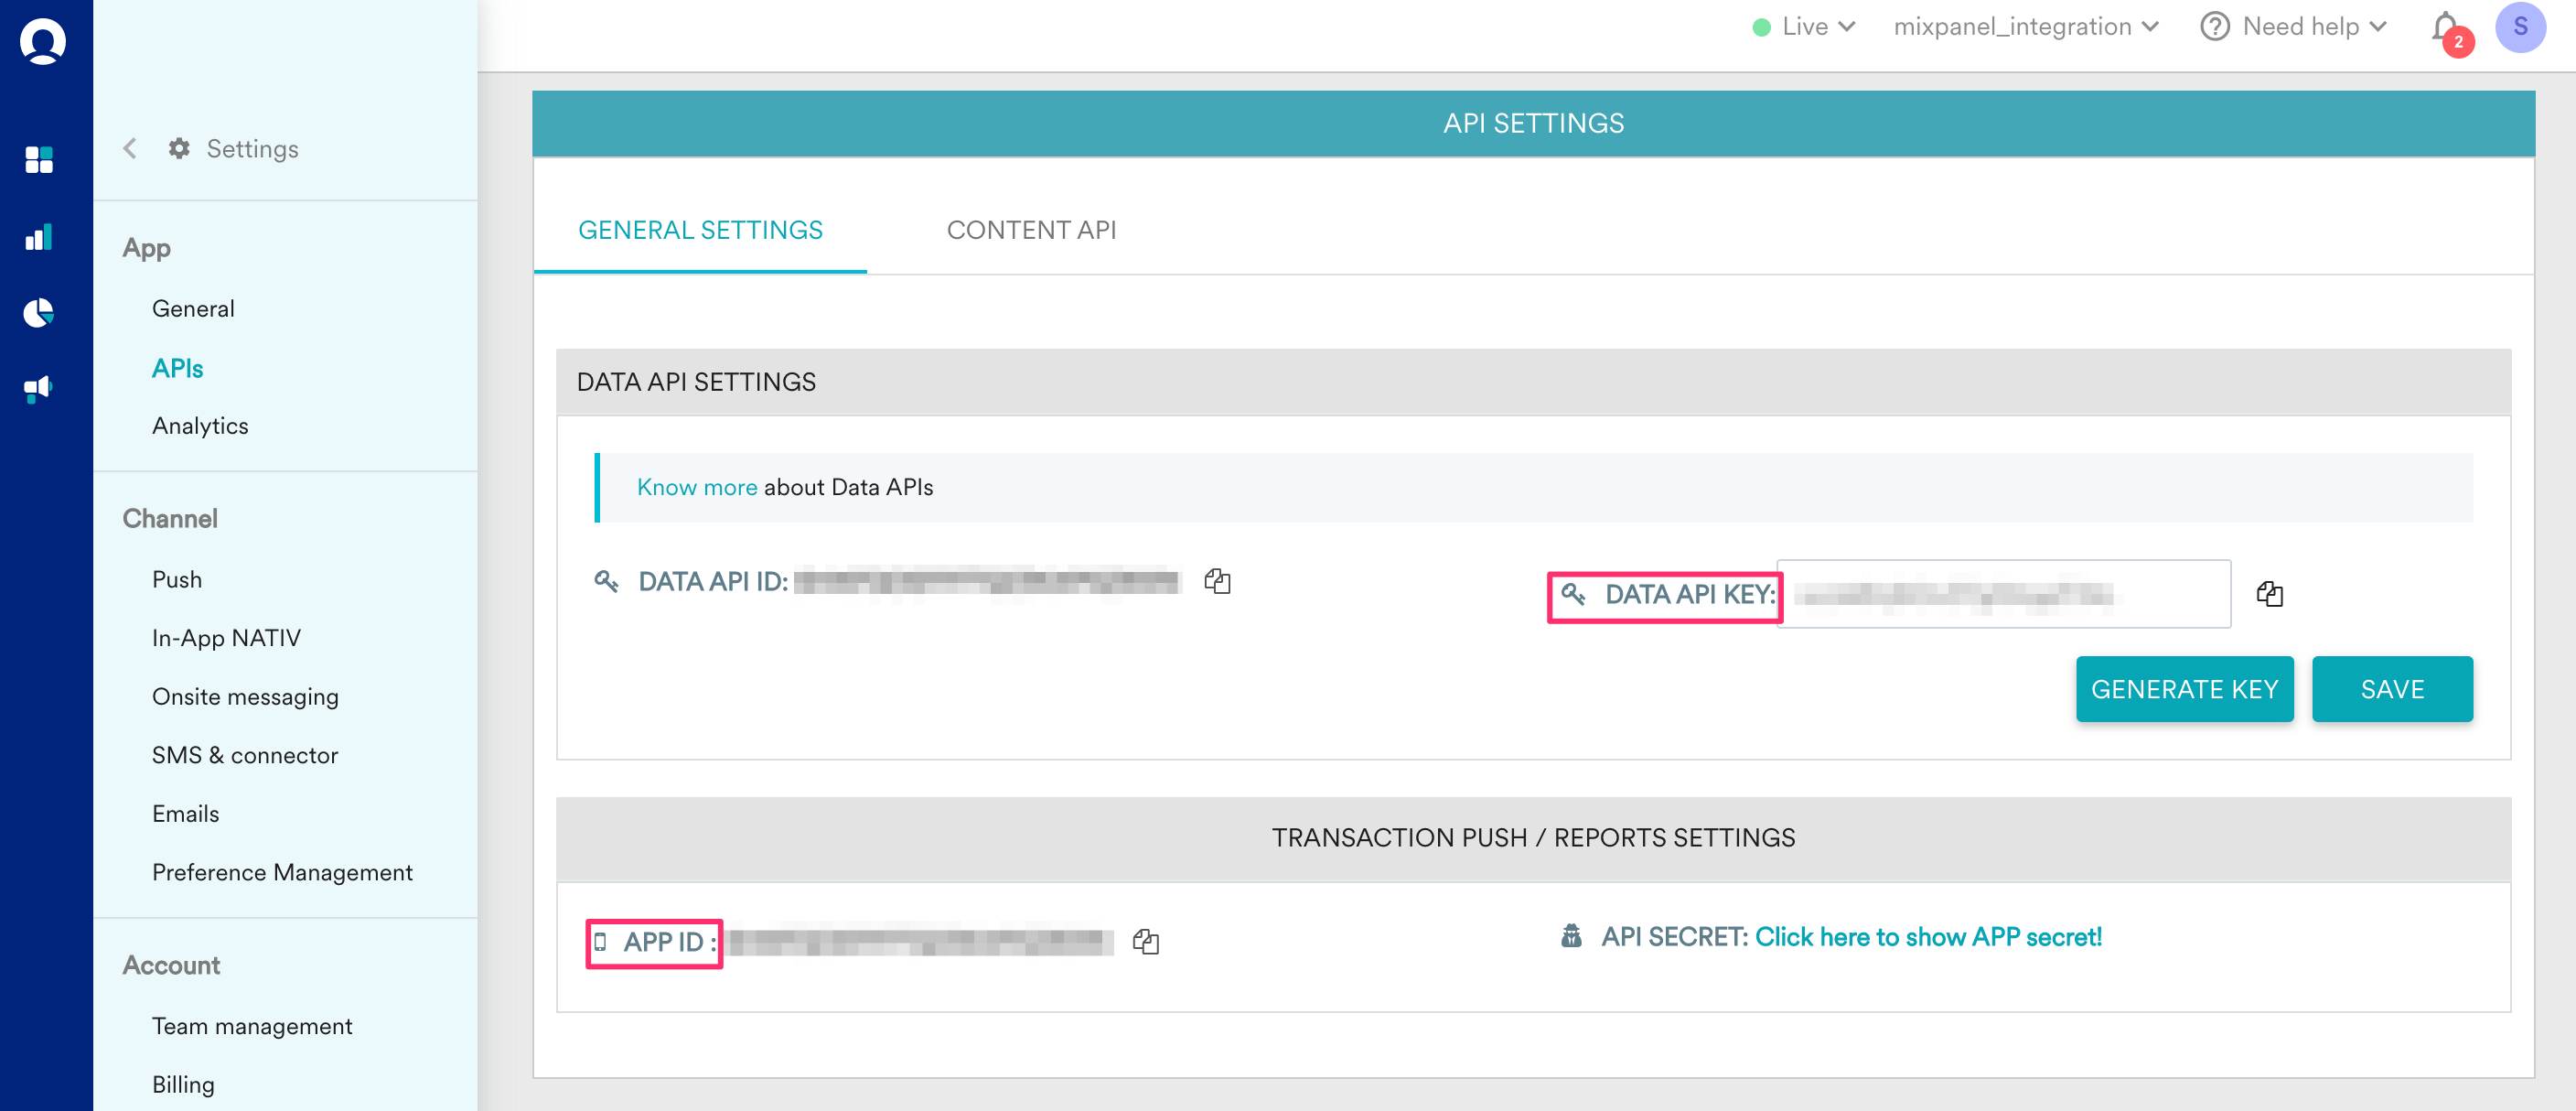 Live
mixpanel_integration
Need help
2
S
Settings
App
General
APIs
Analytics
Channel
Push
In-App NATIV
Onsite messaging
SMS & connector
Emails
Preference Management
Account
Team management
Billing
API SETTINGS
GENERAL SETTINGS
CONTENT API
DATA API SETTINGS
Know more about Data APIs
DATA API ID:
DATA API KEY:
GENERATE KEY
SAVE
TRANSACTION PUSH / REPORTS SETTINGS
APP ID :
API SECRET: Click here to show APP secret!